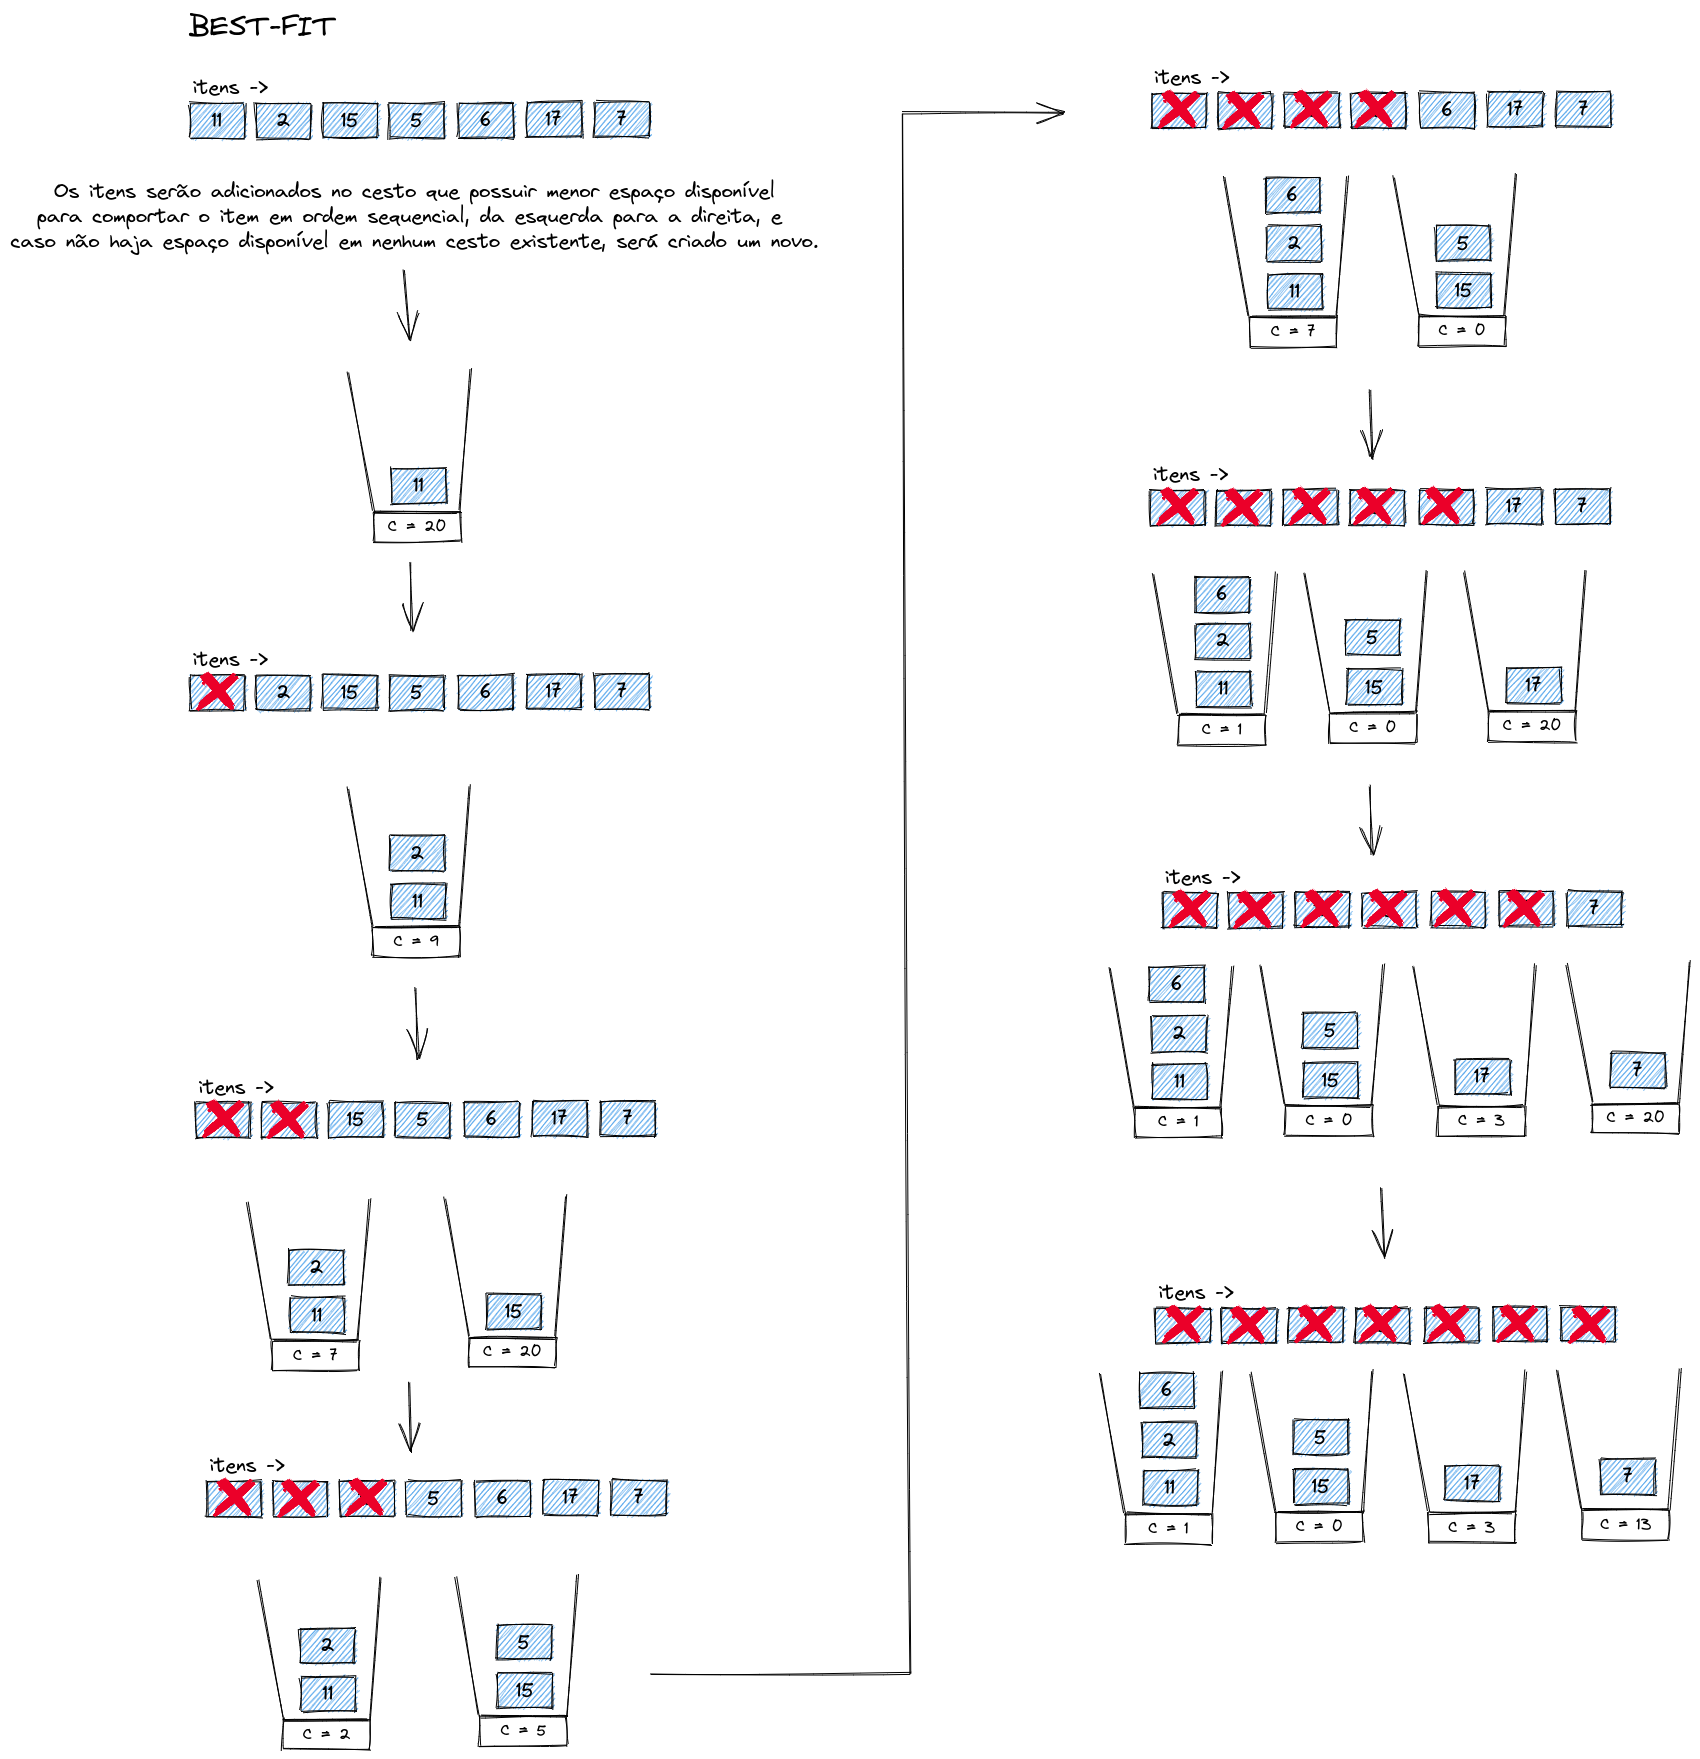 BEST-FIT
itens ->
11 2 15 5 6 17 7
Os itens serão adicionados no cesto que possuir menor espaço disponível
para comportar o item em ordem sequencial, da esquerda para a direita, e
caso não haja espaço disponível em nenhum cesto existente, será criado um novo.
11
c = 20
itens ->
2 15 5 6 17 7
2
11
c = 9
itens ->
15 5 6 17 7
2
11 15
c = 7 c = 20
itens ->
5 6 17 7
2 5
11 15
c = 2 c = 5
itens ->
6 17 7
6
2 5
11 15
c = 7 c = 0
itens ->
17 7
6
2 5
11 15 17
c = 1 c = 0 c = 20
itens ->
7
6
2 5
11 15 17 7
c = 1 c = 0 c = 3 c = 20
itens ->
6
2 5
11 15 17 7
c = 1 c = 0 c = 3 c = 13